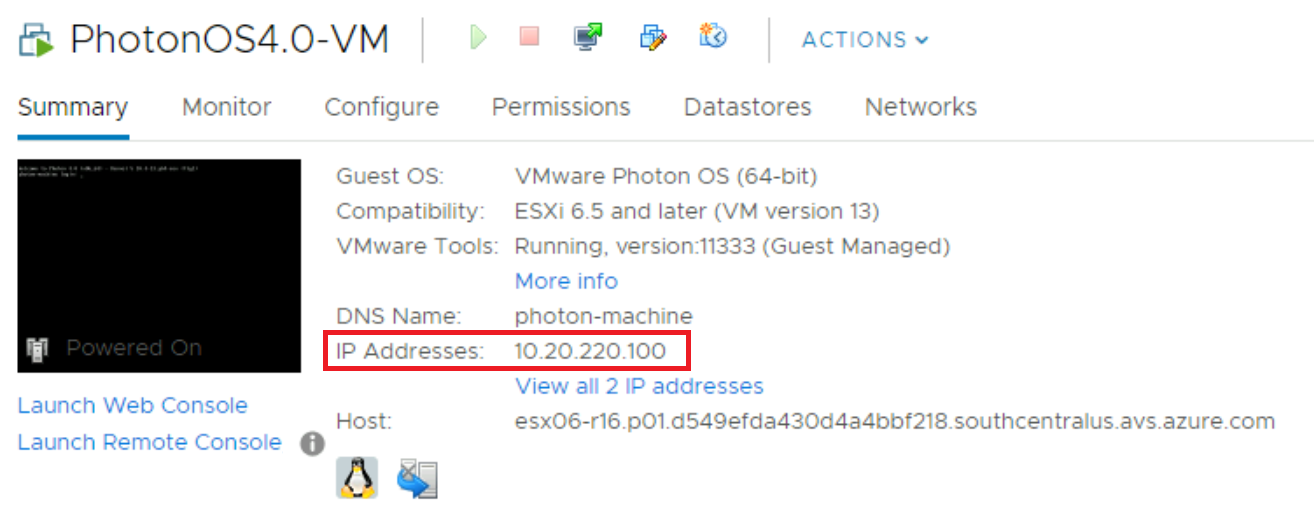 PhotonOS4.0-VM ACTIONS
Summary Monitor Configure Permissions Datastores Networks
Guest OS: VMware Photon OS (64-bit)
Compatibility: ESXi 6.5 and later (VM version 13)
VMware Tools: Running, version:11333 (Guest Managed)
More info
DNS Name: photon-machine
Powered On
IP Addresses: 10.20.220.100
View all 2 IP addresses
Launch Web Console
Host: esx06-r16.p01.d549efda430d4a4bbf218.southcentralus.avs.azure.com
Launch Remote Console